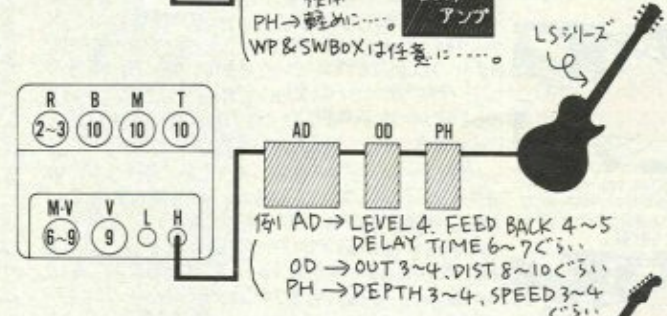 PH→軽めに‥‥。
アンプ
WP&SWBOXは任意に‥‥。
LSシリーズ
R B M T
2~3 10 10 10
AD OD PH
M·V V L H
6~9 9
例 AD→LEVEL 4. FEED BACK 4~5
DELAY TIME 6~7ぐらい
OD→OUT 3~4. DIST 8~10ぐらい
PH→DEPTH 3~4, SPEED 3~4
ぐらい